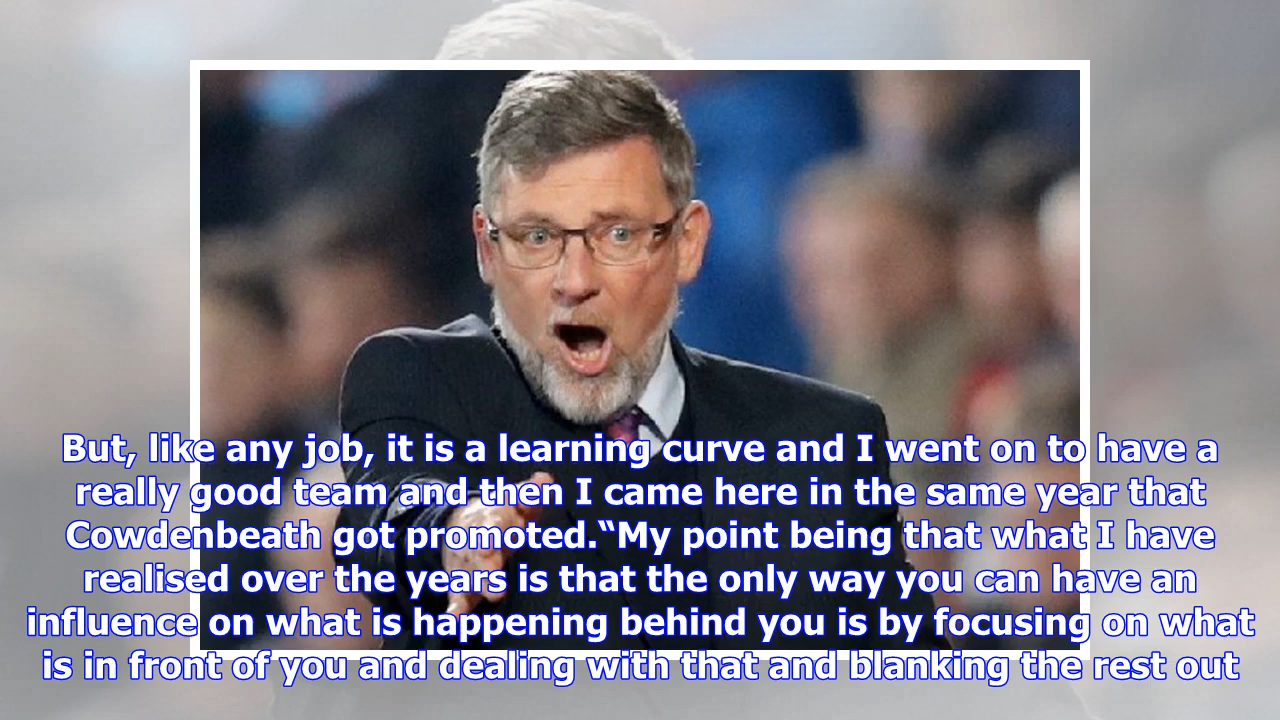 But, like any job, it is a learning curve and I went on to have a
really good team and then I came here in the same year that
Cowdenbeath got promoted.“My point being that what I have
realised over the years is that the only way you can have an
influence on what is happening behind you is by focusing on what
is in front of you and dealing with that and blanking the rest out